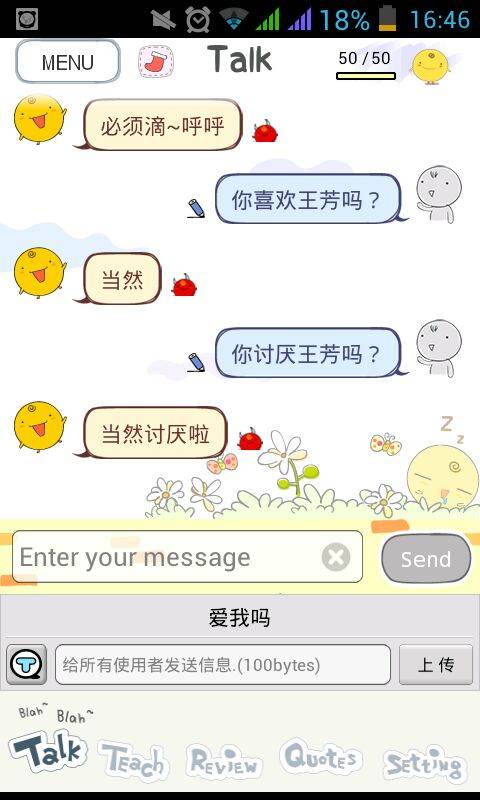 18% 16:46
MENU Talk 50/50
必须滴~呼呼
你喜欢王芳吗？
当然
你讨厌王芳吗？
当然讨厌啦
Z z
Enter your message Send
爱我吗
T 给所有使用者发送信息.(100bytes) 上 传
Blah~ Blah~
Talk Teach Review Quotes Setting